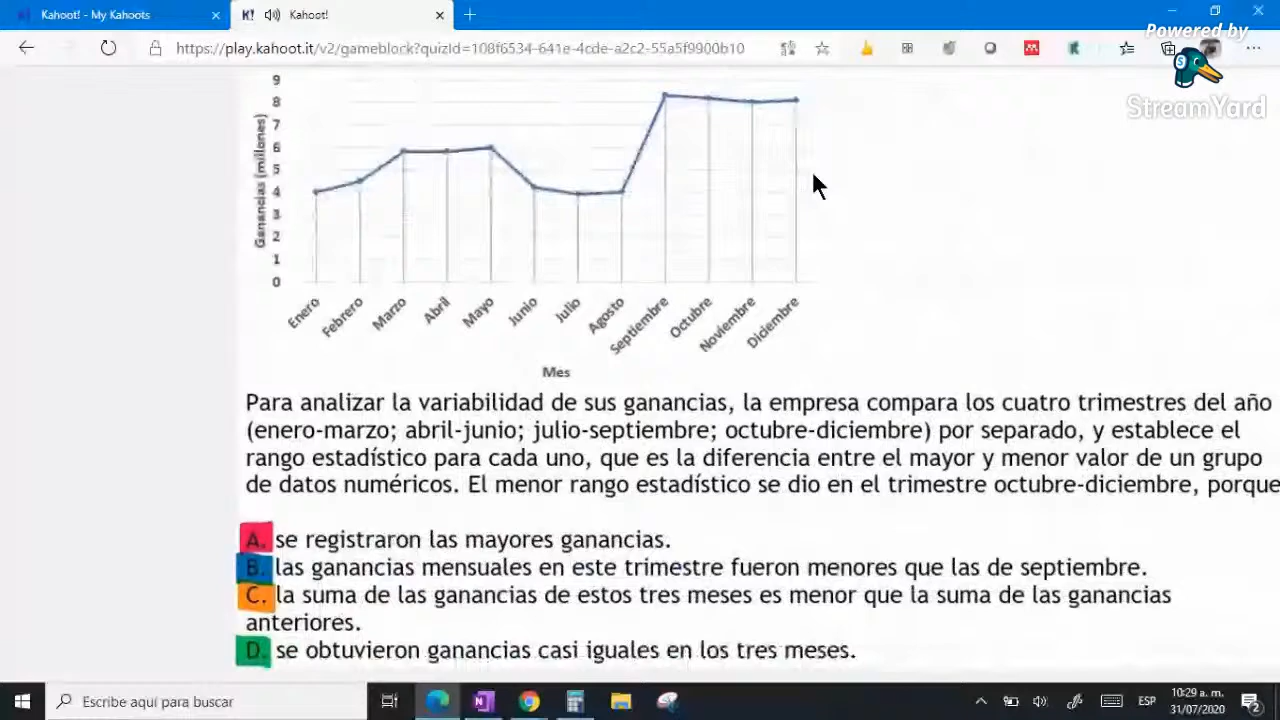 Kahoot! - My Kahoots
Kahoot!
https://play.kahoot.it/v2/gameblock?quizId=108f6534-641e-4cde-a2c2-55a5f9900b10
Powered by
StreamYard
9
8
7
6
5
4
3
2
1
0
Ganancias (millones)
Enero
Febrero
Marzo
Abril
Mayo
Junio
Julio
Agosto
Septiembre
Octubre
Noviembre
Diciembre
Mes
Para analizar la variabilidad de sus ganancias, la empresa compara los cuatro trimestres del año
(enero-marzo; abril-junio; julio-septiembre; octubre-diciembre) por separado, y establece el
rango estadístico para cada uno, que es la diferencia entre el mayor y menor valor de un grupo
de datos numéricos. El menor rango estadístico se dio en el trimestre octubre-diciembre, porque
A. se registraron las mayores ganancias.
B. las ganancias mensuales en este trimestre fueron menores que las de septiembre.
C. la suma de las ganancias de estos tres meses es menor que la suma de las ganancias
anteriores.
D. se obtuvieron ganancias casi iguales en los tres meses.
Escribe aquí para buscar
ESP
10:29 a. m.
31/07/2020
2